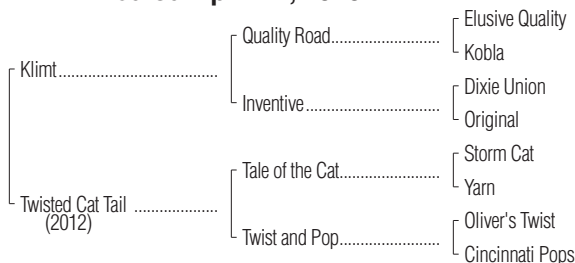 Elusive Quality
Quality Road
Kobla
Klimt
Dixie Union
Inventive
Original
Storm Cat
Tale of the Cat
Yarn
Twisted Cat Tail
(2012)
Oliver's Twist
Twist and Pop
Cincinnati Pops